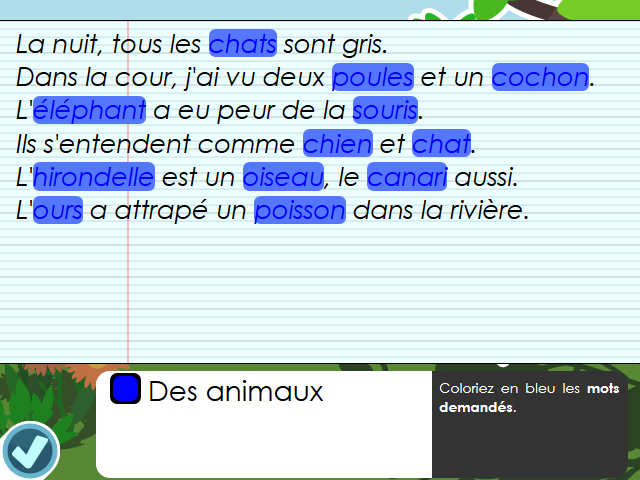 La nuit, tous les chats sont gris.
Dans la cour, j'ai vu deux poules et un cochon.
L'éléphant a eu peur de la souris.
Ils s'entendent comme chien et chat.
L'hirondelle est un oiseau, le canari aussi.
L'ours a attrapé un poisson dans la rivière.
Des animaux
Coloriez en bleu les mots
demandés.